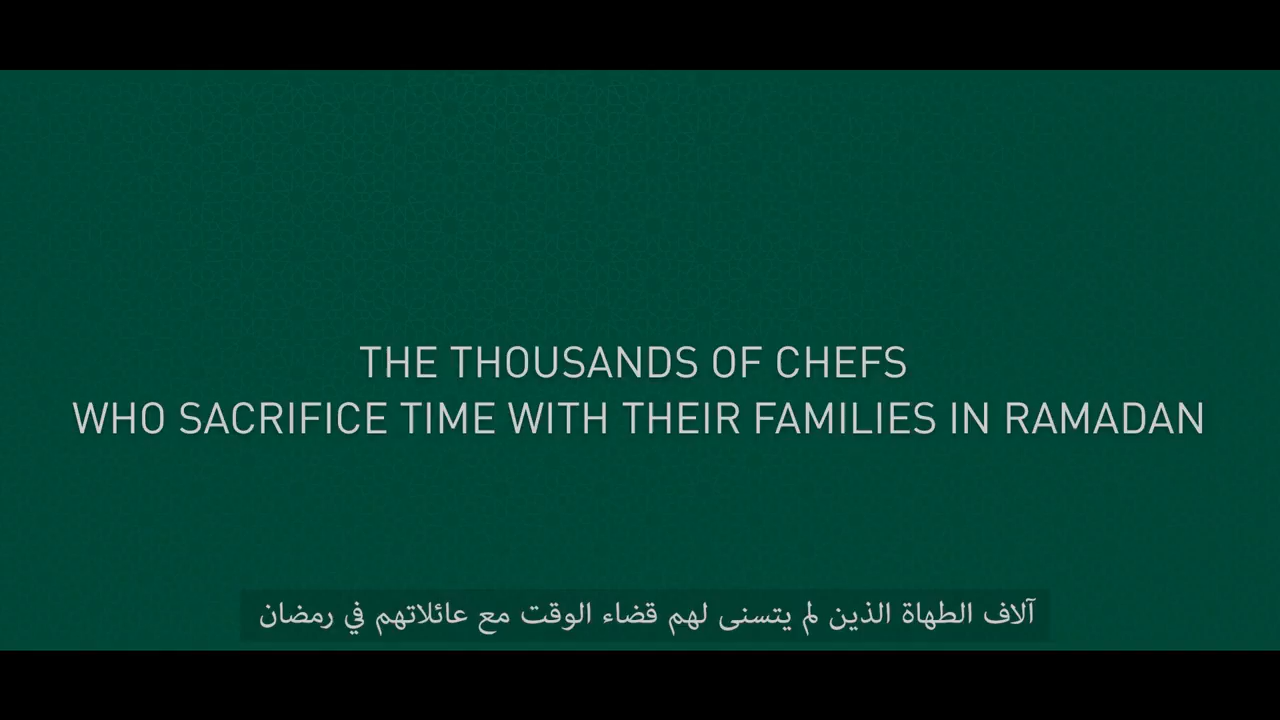 THE THOUSANDS OF CHEFS
WHO SACRIFICE TIME WITH THEIR FAMILIES IN RAMADAN
آلاف الطهاة الذين لم يتسنى لهم قضاء الوقت مع عائلاتهم في رمضان